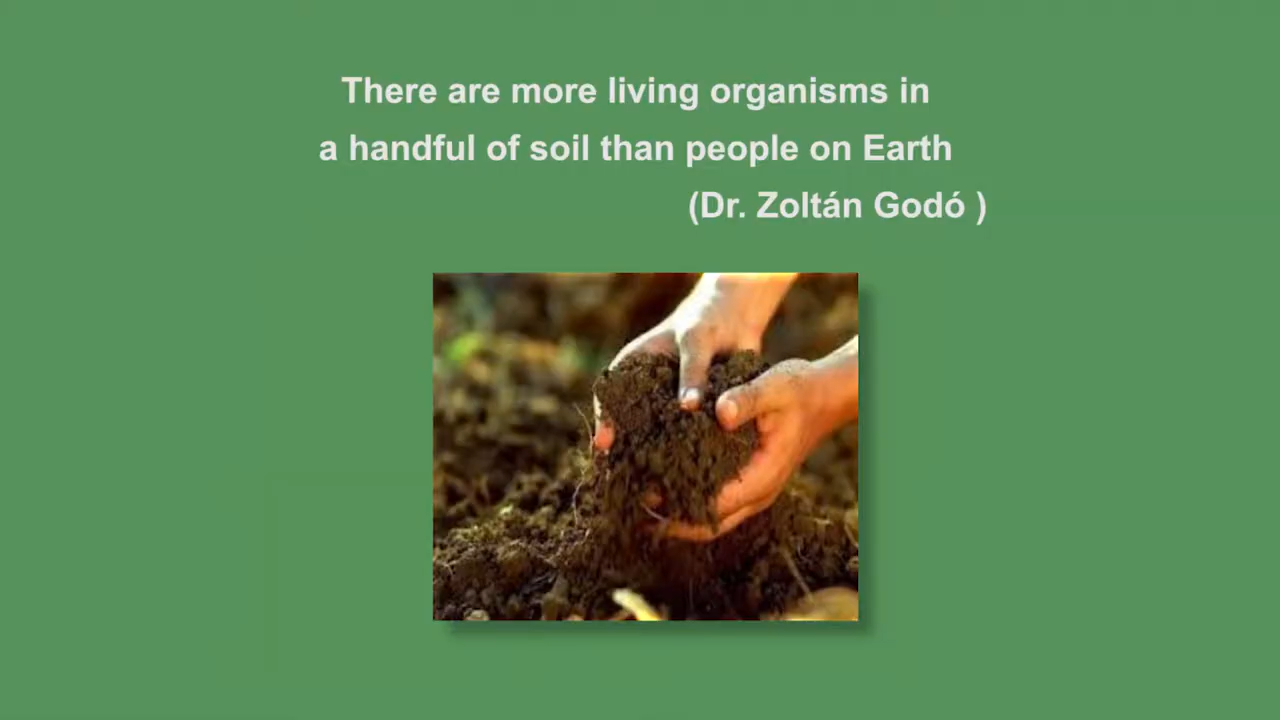 There are more living organisms in
a handful of soil than people on Earth
(Dr. Zoltán Godó )